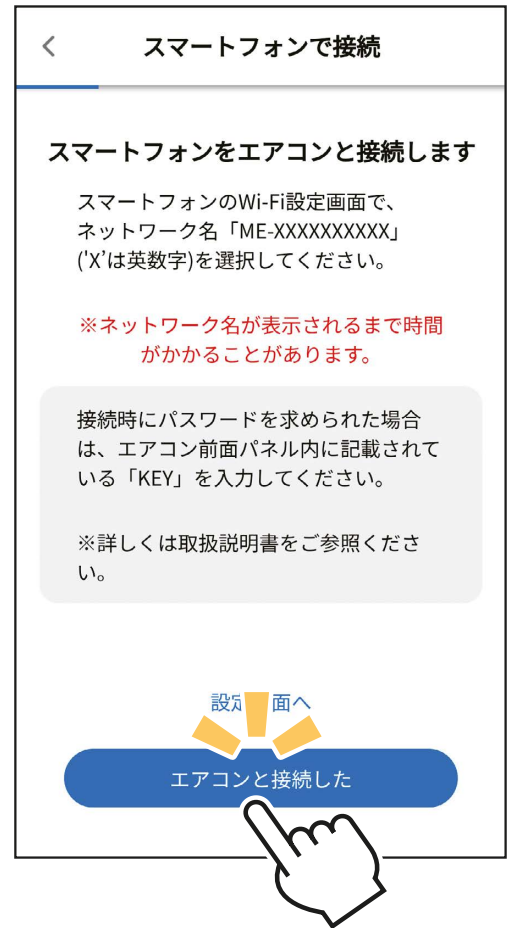 スマートフォンで接続
スマートフォンをエアコンと接続します
スマートフォンのWi-Fi設定画面で、
ネットワーク名「ME-XXXXXXXXXX」
('X’は英数字)を選択してください。
※ネットワーク名が表示されるまで時間
がかかることがあります。
接続時にパスワードを求められた場合
は、エアコン前面パネル内に記載されて
いる「KEY」を入力してください。
※詳しくは取扱説明書をご参照くださ
い。
設定画面へ
エアコンと接続した